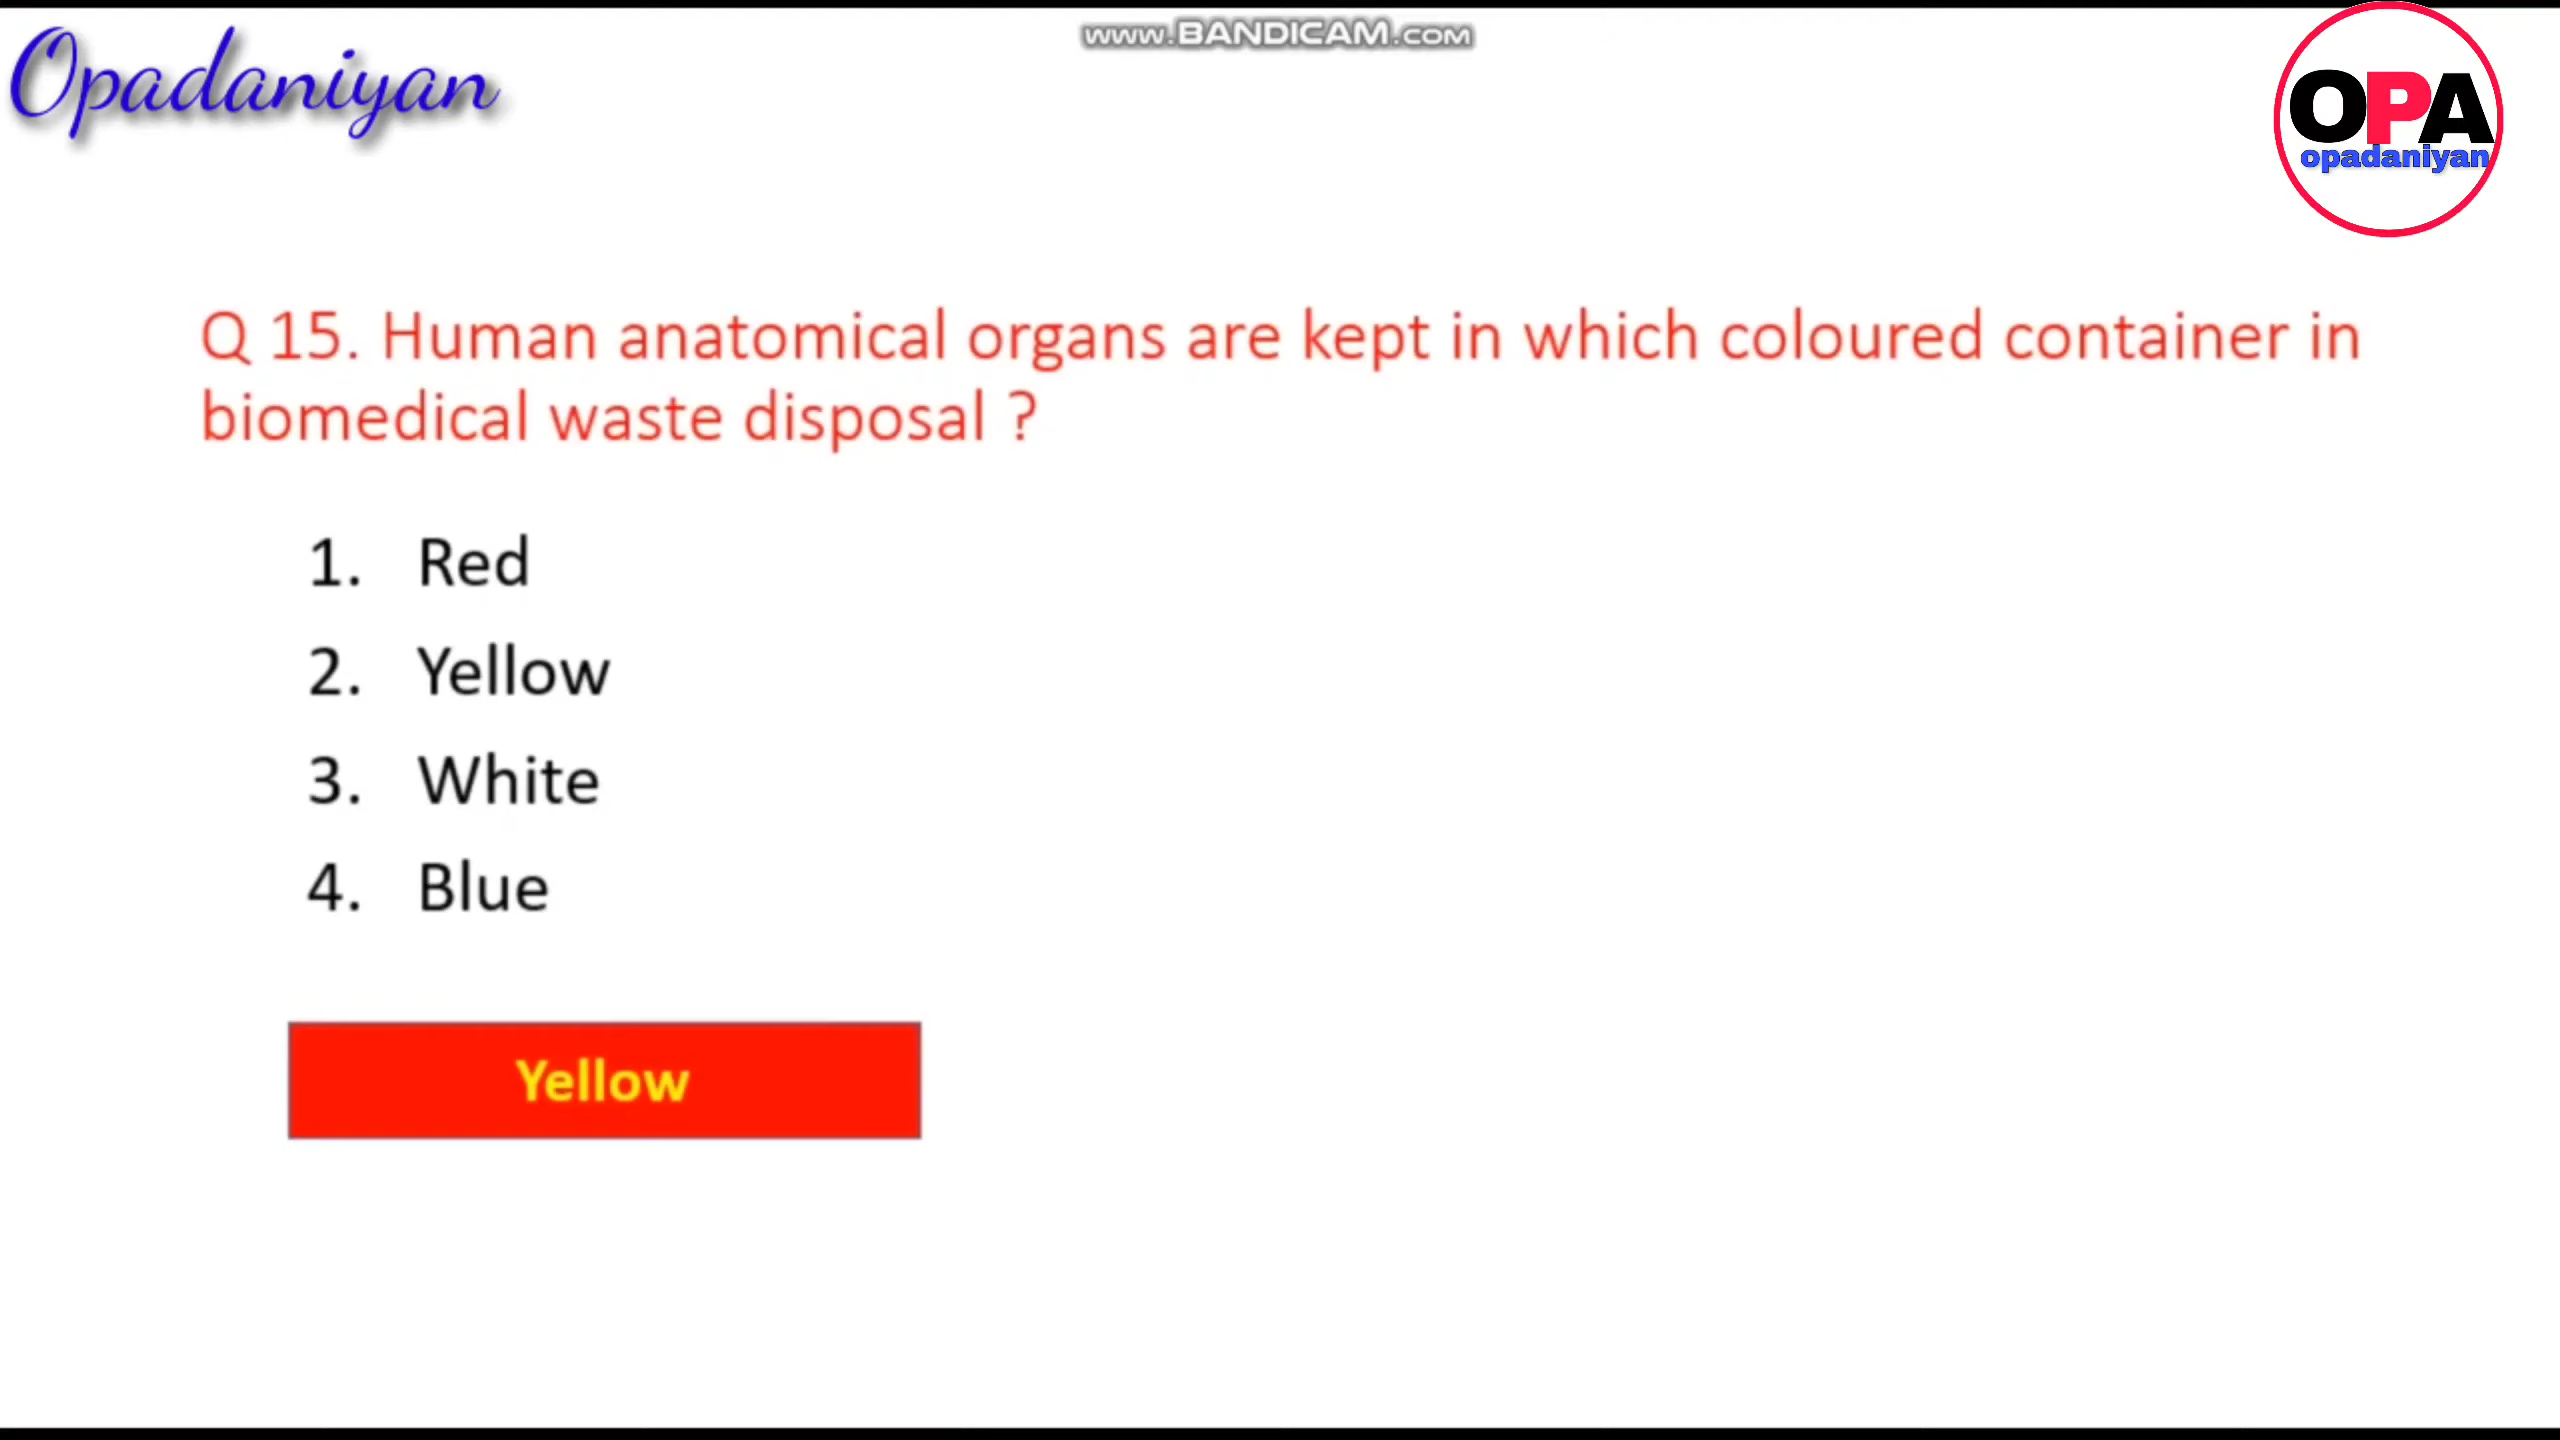 Opadaniyan
www.BANDICAM.com
OPA
opadaniyan
Q 15. Human anatomical organs are kept in which coloured container in
biomedical waste disposal ?
1. Red
2. Yellow
3. White
4. Blue
Yellow